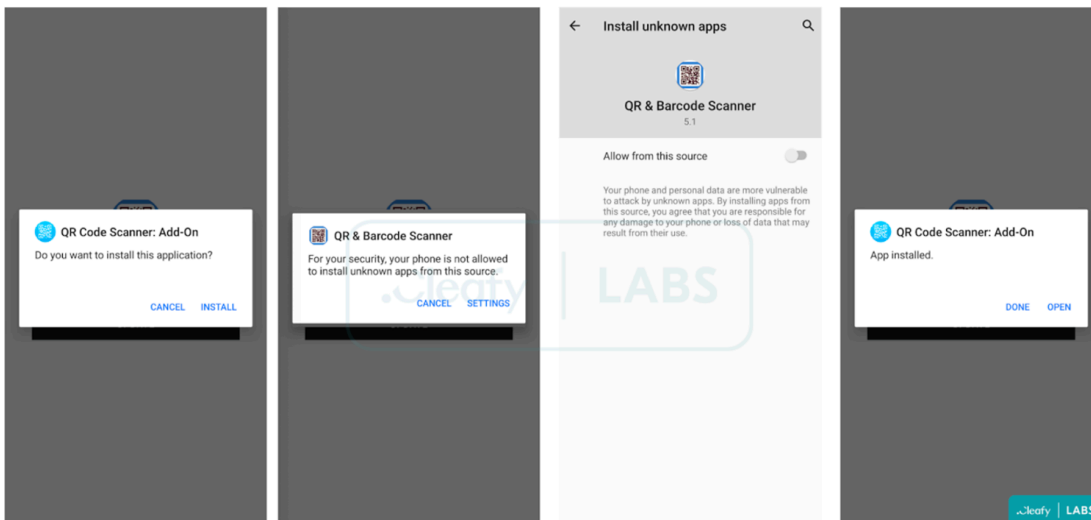 QR Code Scanner: Add-On
Do you want to install this application?
CANCEL INSTALL
QR & Barcode Scanner
For your security, your phone is not allowed
to install unknown apps from this source.
CANCEL SETTINGS
Install unknown apps
QR & Barcode Scanner
5.1
Allow from this source
Your phone and personal data are more vulnerable
to attack by unknown apps. By installing apps from
this source, you agree that you are responsible for
any damage to your phone or loss of data that may
result from their use.
QR Code Scanner: Add-On
App installed.
DONE OPEN
.Cleafy | LABS
.Cleafy | LABS